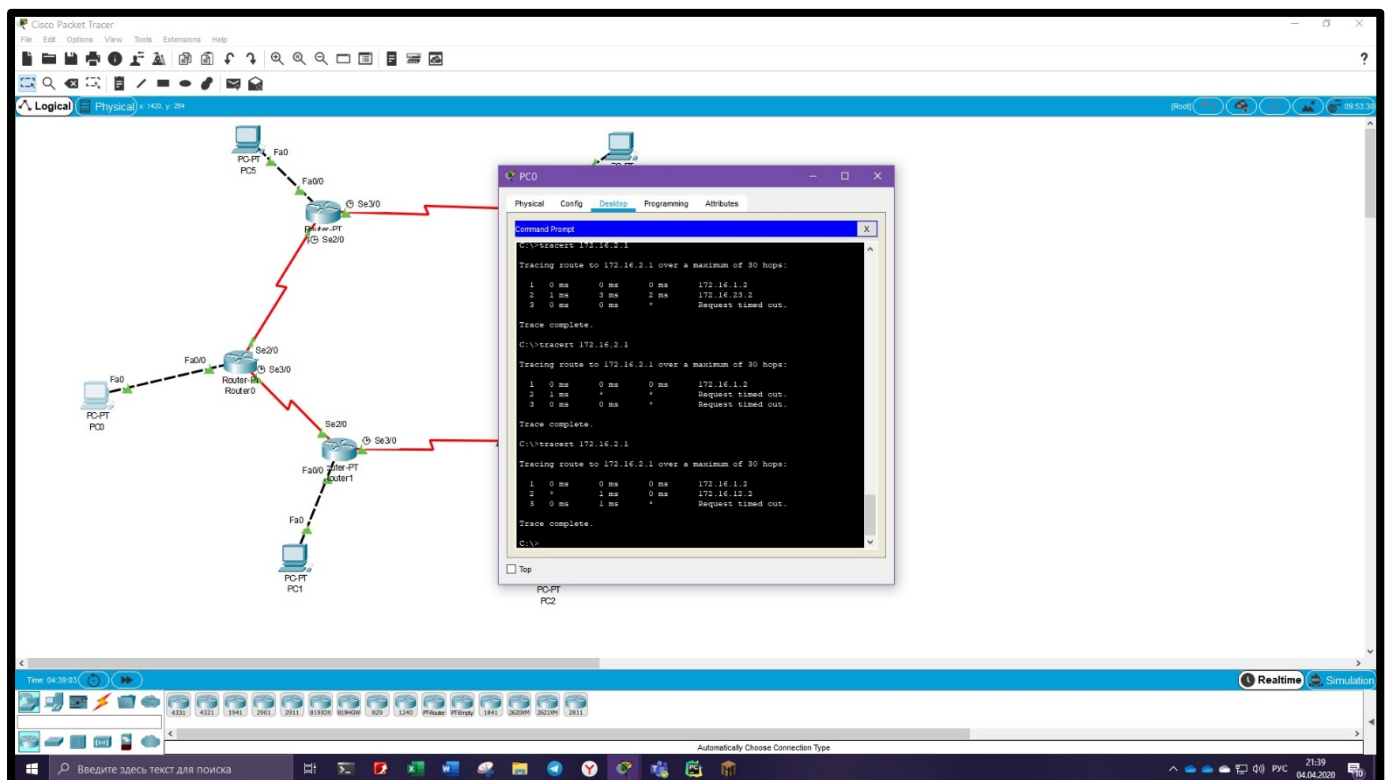 Cisco Packet Tracer
File Edit Options View Tools Extensions Help
?
Logical Physical x: 1420, y: 284 [Root] 09:53:30
PC-PT
PC5
Fa0
Fa0/0
Se3/0
Se2/0
PC0
Physical Config Desktop Programming Attributes
Command Prompt X
C:\>tracert 172.16.2.1
Tracing route to 172.16.2.1 over a maximum of 30 hops:
1 0 ms 0 ms 0 ms 172.16.1.2
2 1 ms 3 ms 2 ms 172.16.23.2
3 0 ms 0 ms * Request timed out.
Trace complete.
C:\>tracert 172.16.2.1
Tracing route to 172.16.2.1 over a maximum of 30 hops:
1 0 ms 0 ms 0 ms 172.16.1.2
2 1 ms * * Request timed out.
3 0 ms 0 ms * Request timed out.
Trace complete.
C:\>tracert 172.16.2.1
Tracing route to 172.16.2.1 over a maximum of 30 hops:
1 0 ms 0 ms 0 ms 172.16.1.2
2 * 1 ms 0 ms 172.16.12.2
3 0 ms 1 ms * Request timed out.
Trace complete.
C:\>
Top
Se2/0
Fa0/0
Se3/0
Fa0
Router0
PC-PT
PC0
Se2/0
Se3/0
Fa0/0
Fa0
PC-PT
PC1
PC-PT
PC2
Time: 04:39:03 Realtime Simulation
4331 4321 1941 2901 2911 819IOX 819HGW 829 1240 PT-Router PT-Empty 1841 2620XM 2621XM 2811
Automatically Choose Connection Type
Введите здесь текст для поиска
РУС
21:39
04.04.2020